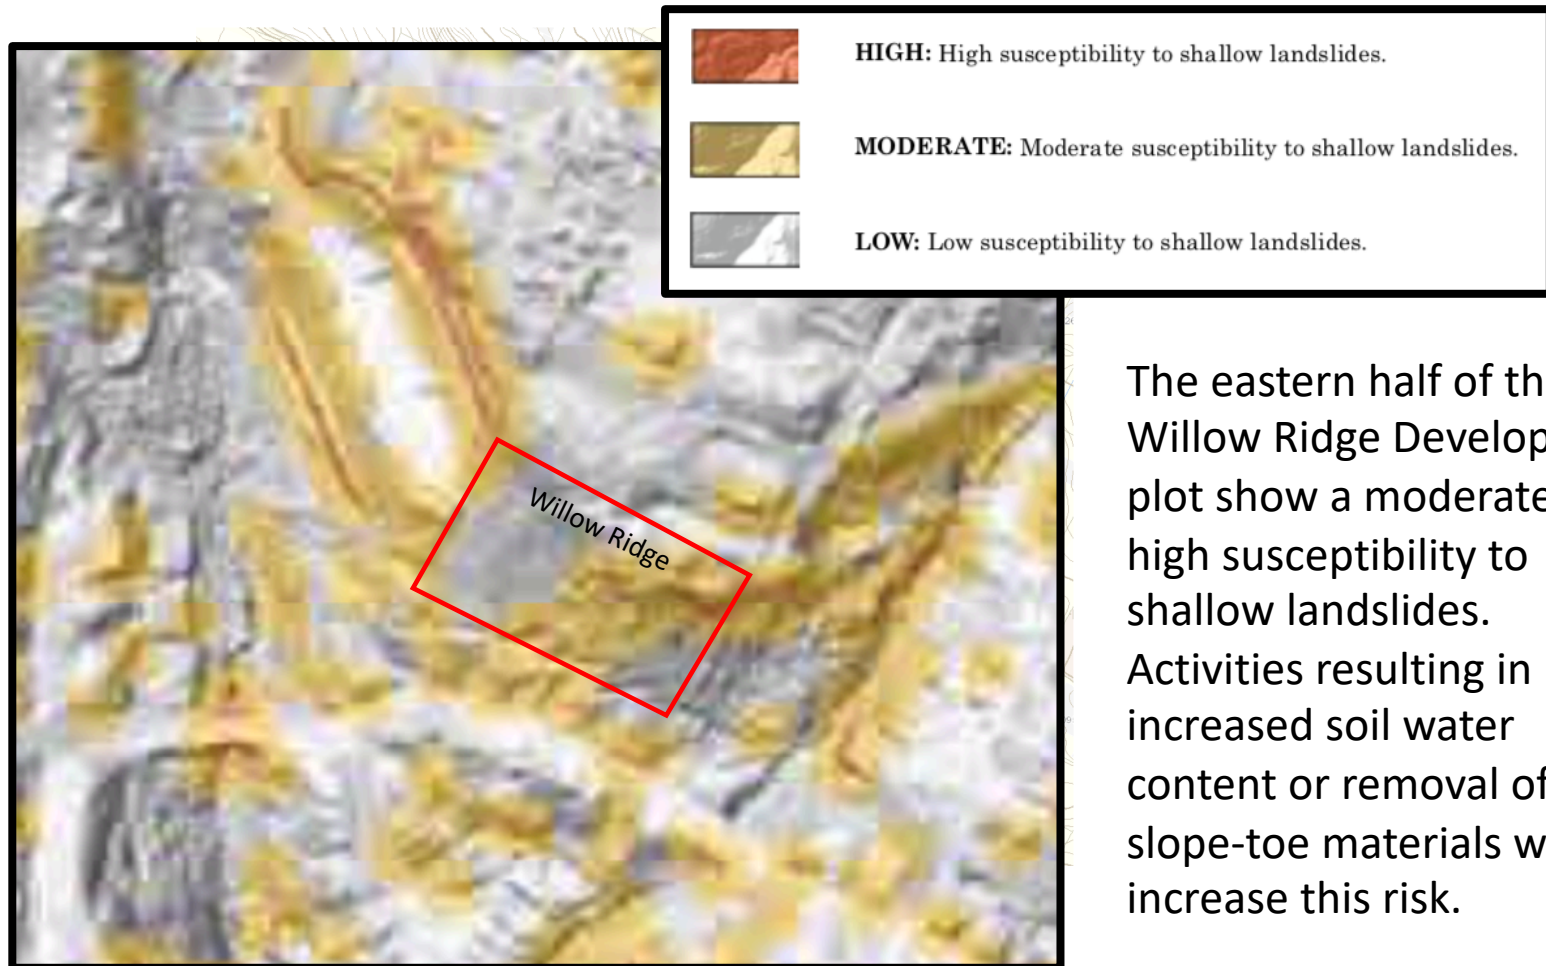 HIGH: High susceptibility to shallow landslides.
MODERATE: Moderate susceptibility to shallow landslides.
LOW: Low susceptibility to shallow landslides.
Willow Ridge
The eastern half of th
Willow Ridge Develop
plot show a moderate
high susceptibility to
shallow landslides.
Activities resulting in
increased soil water
content or removal of
slope-toe materials w
increase this risk.